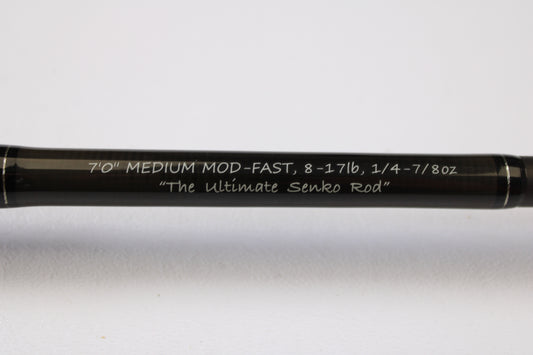 7'0" MEDIUM MOD-FAST, 8-17lb, 1/4-7/8oz
"The Ultimate Senko Rod"